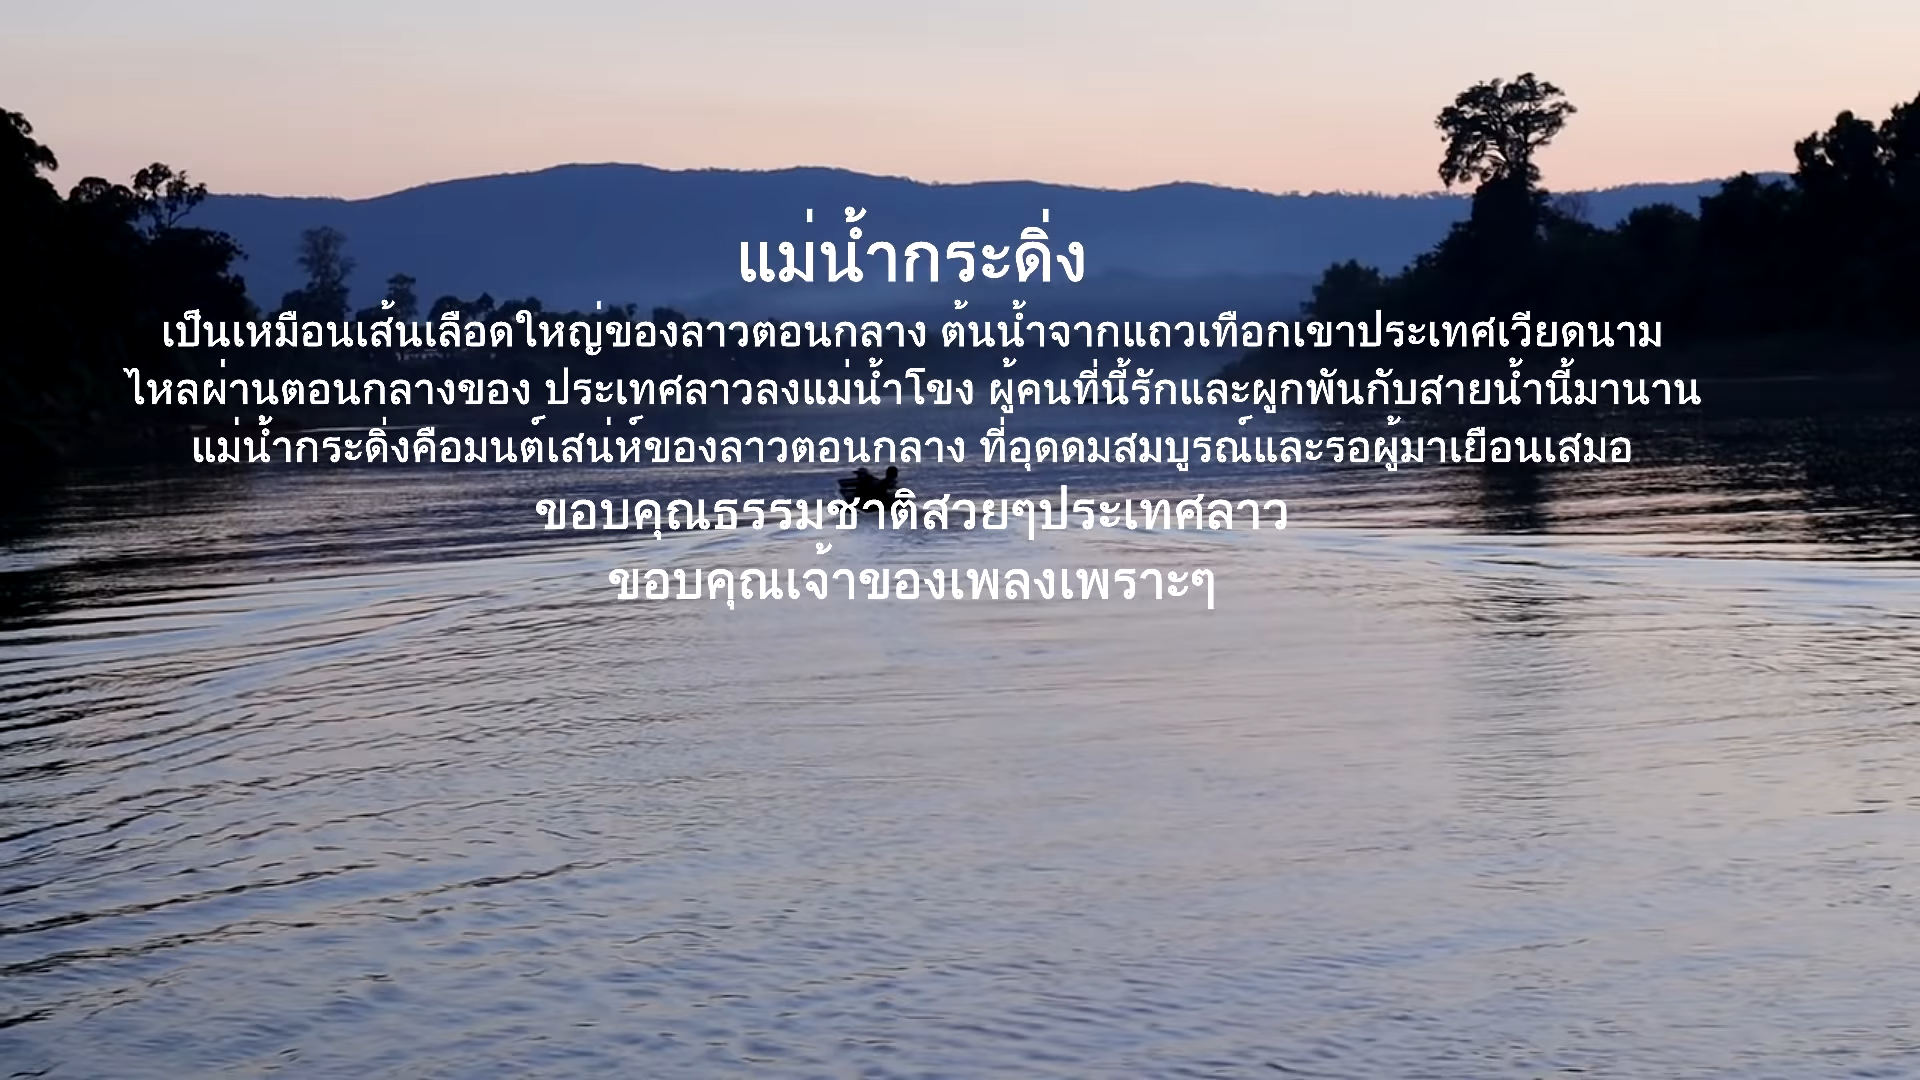 แม่น้ำกระดิ่ง
เป็นเหมือนเส้นเลือดใหญ่ของลาวตอนกลาง ต้นน้ำจากแถวเทือกเขาประเทศเวียดนาม
ไหลผ่านตอนกลางของ ประเทศลาวลงแม่น้ำโขง ผู้คนที่นี้รักและผูกพันกับสายน้ำนี้มานาน
แม่น้ำกระดิ่งคือมนต์เสน่ห์ของลาวตอนกลาง ที่อุดดมสมบูรณ์และรอผู้มาเยือนเสมอ
ขอบคุณธรรมชาติสวยๆประเทศลาว
ขอบคุณเจ้าของเพลงเพราะๆ